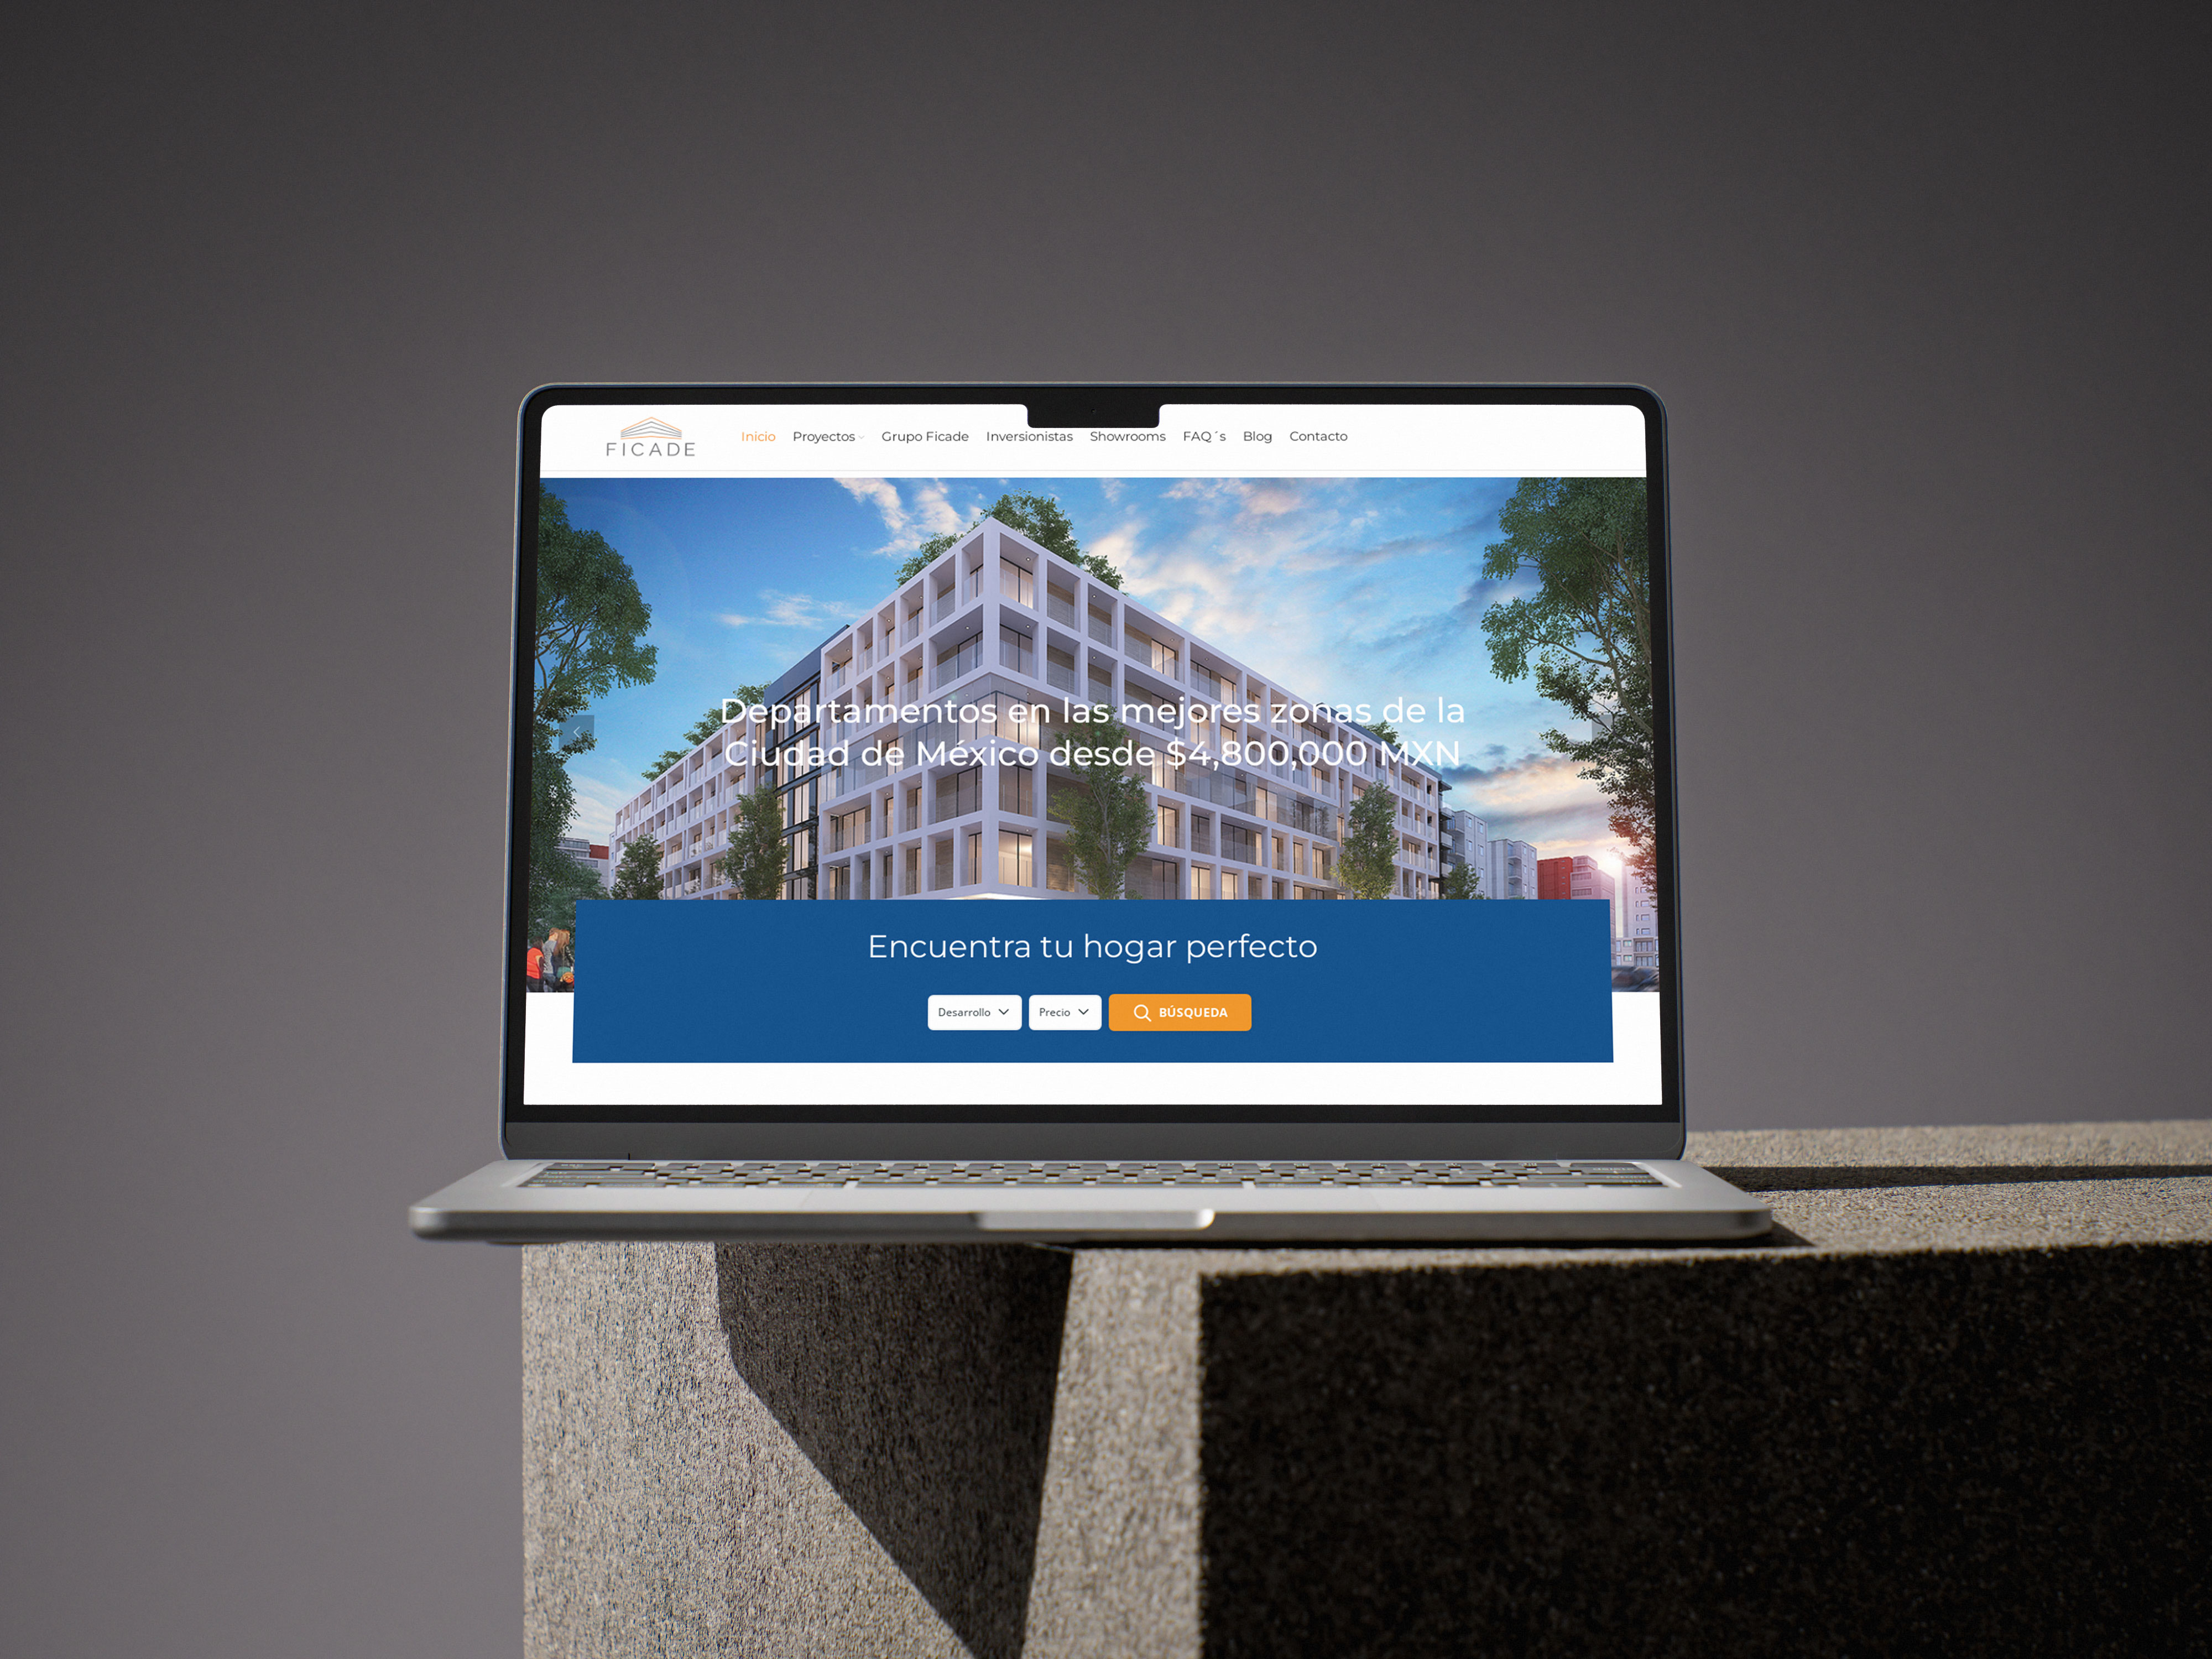 FICADE
Inicio Proyectos Grupo Ficade Inversionistas Showrooms FAQ´s Blog Contacto
Departamentos en las mejores zonas de la
Ciudad de México desde $4,800,000 MXN
Encuentra tu hogar perfecto
Desarrollo Precio BÚSQUEDA